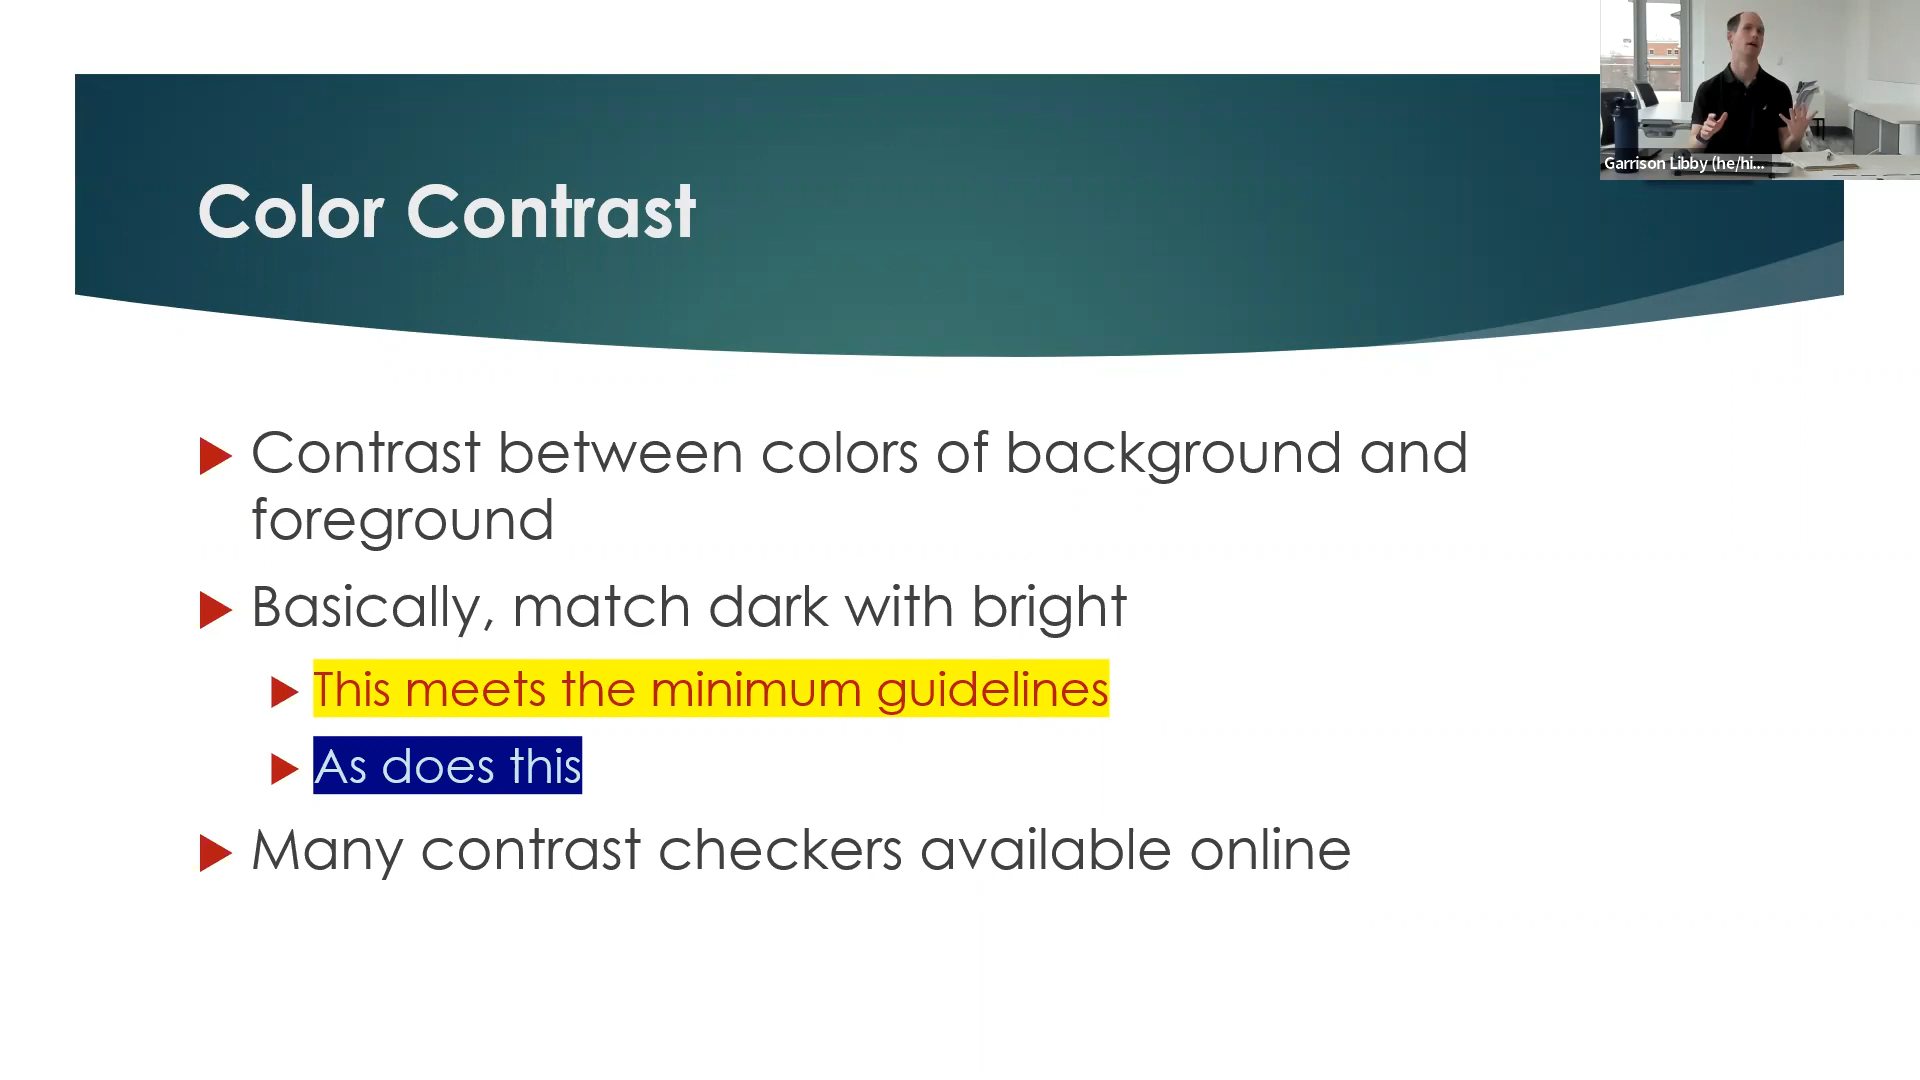 Garrison Libby (he/hi...
Color Contrast
Contrast between colors of background and
foreground
Basically, match dark with bright
This meets the minimum guidelines
As does this
Many contrast checkers available online